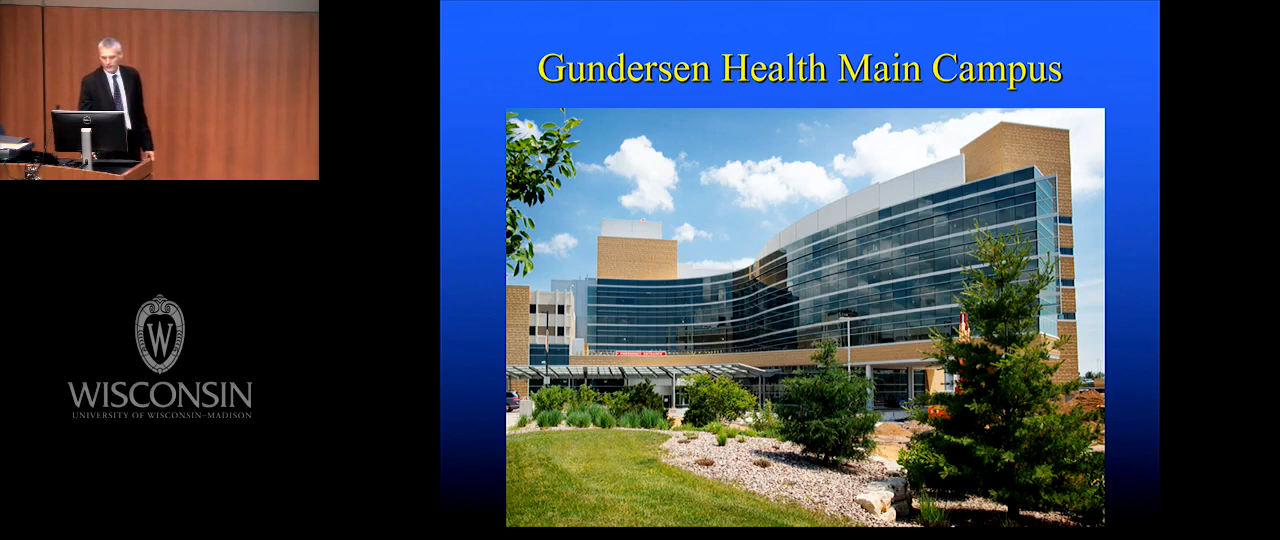 Gundersen Health Main Campus
W
WISCONSIN
UNIVERSITY OF WISCONSIN–MADISON